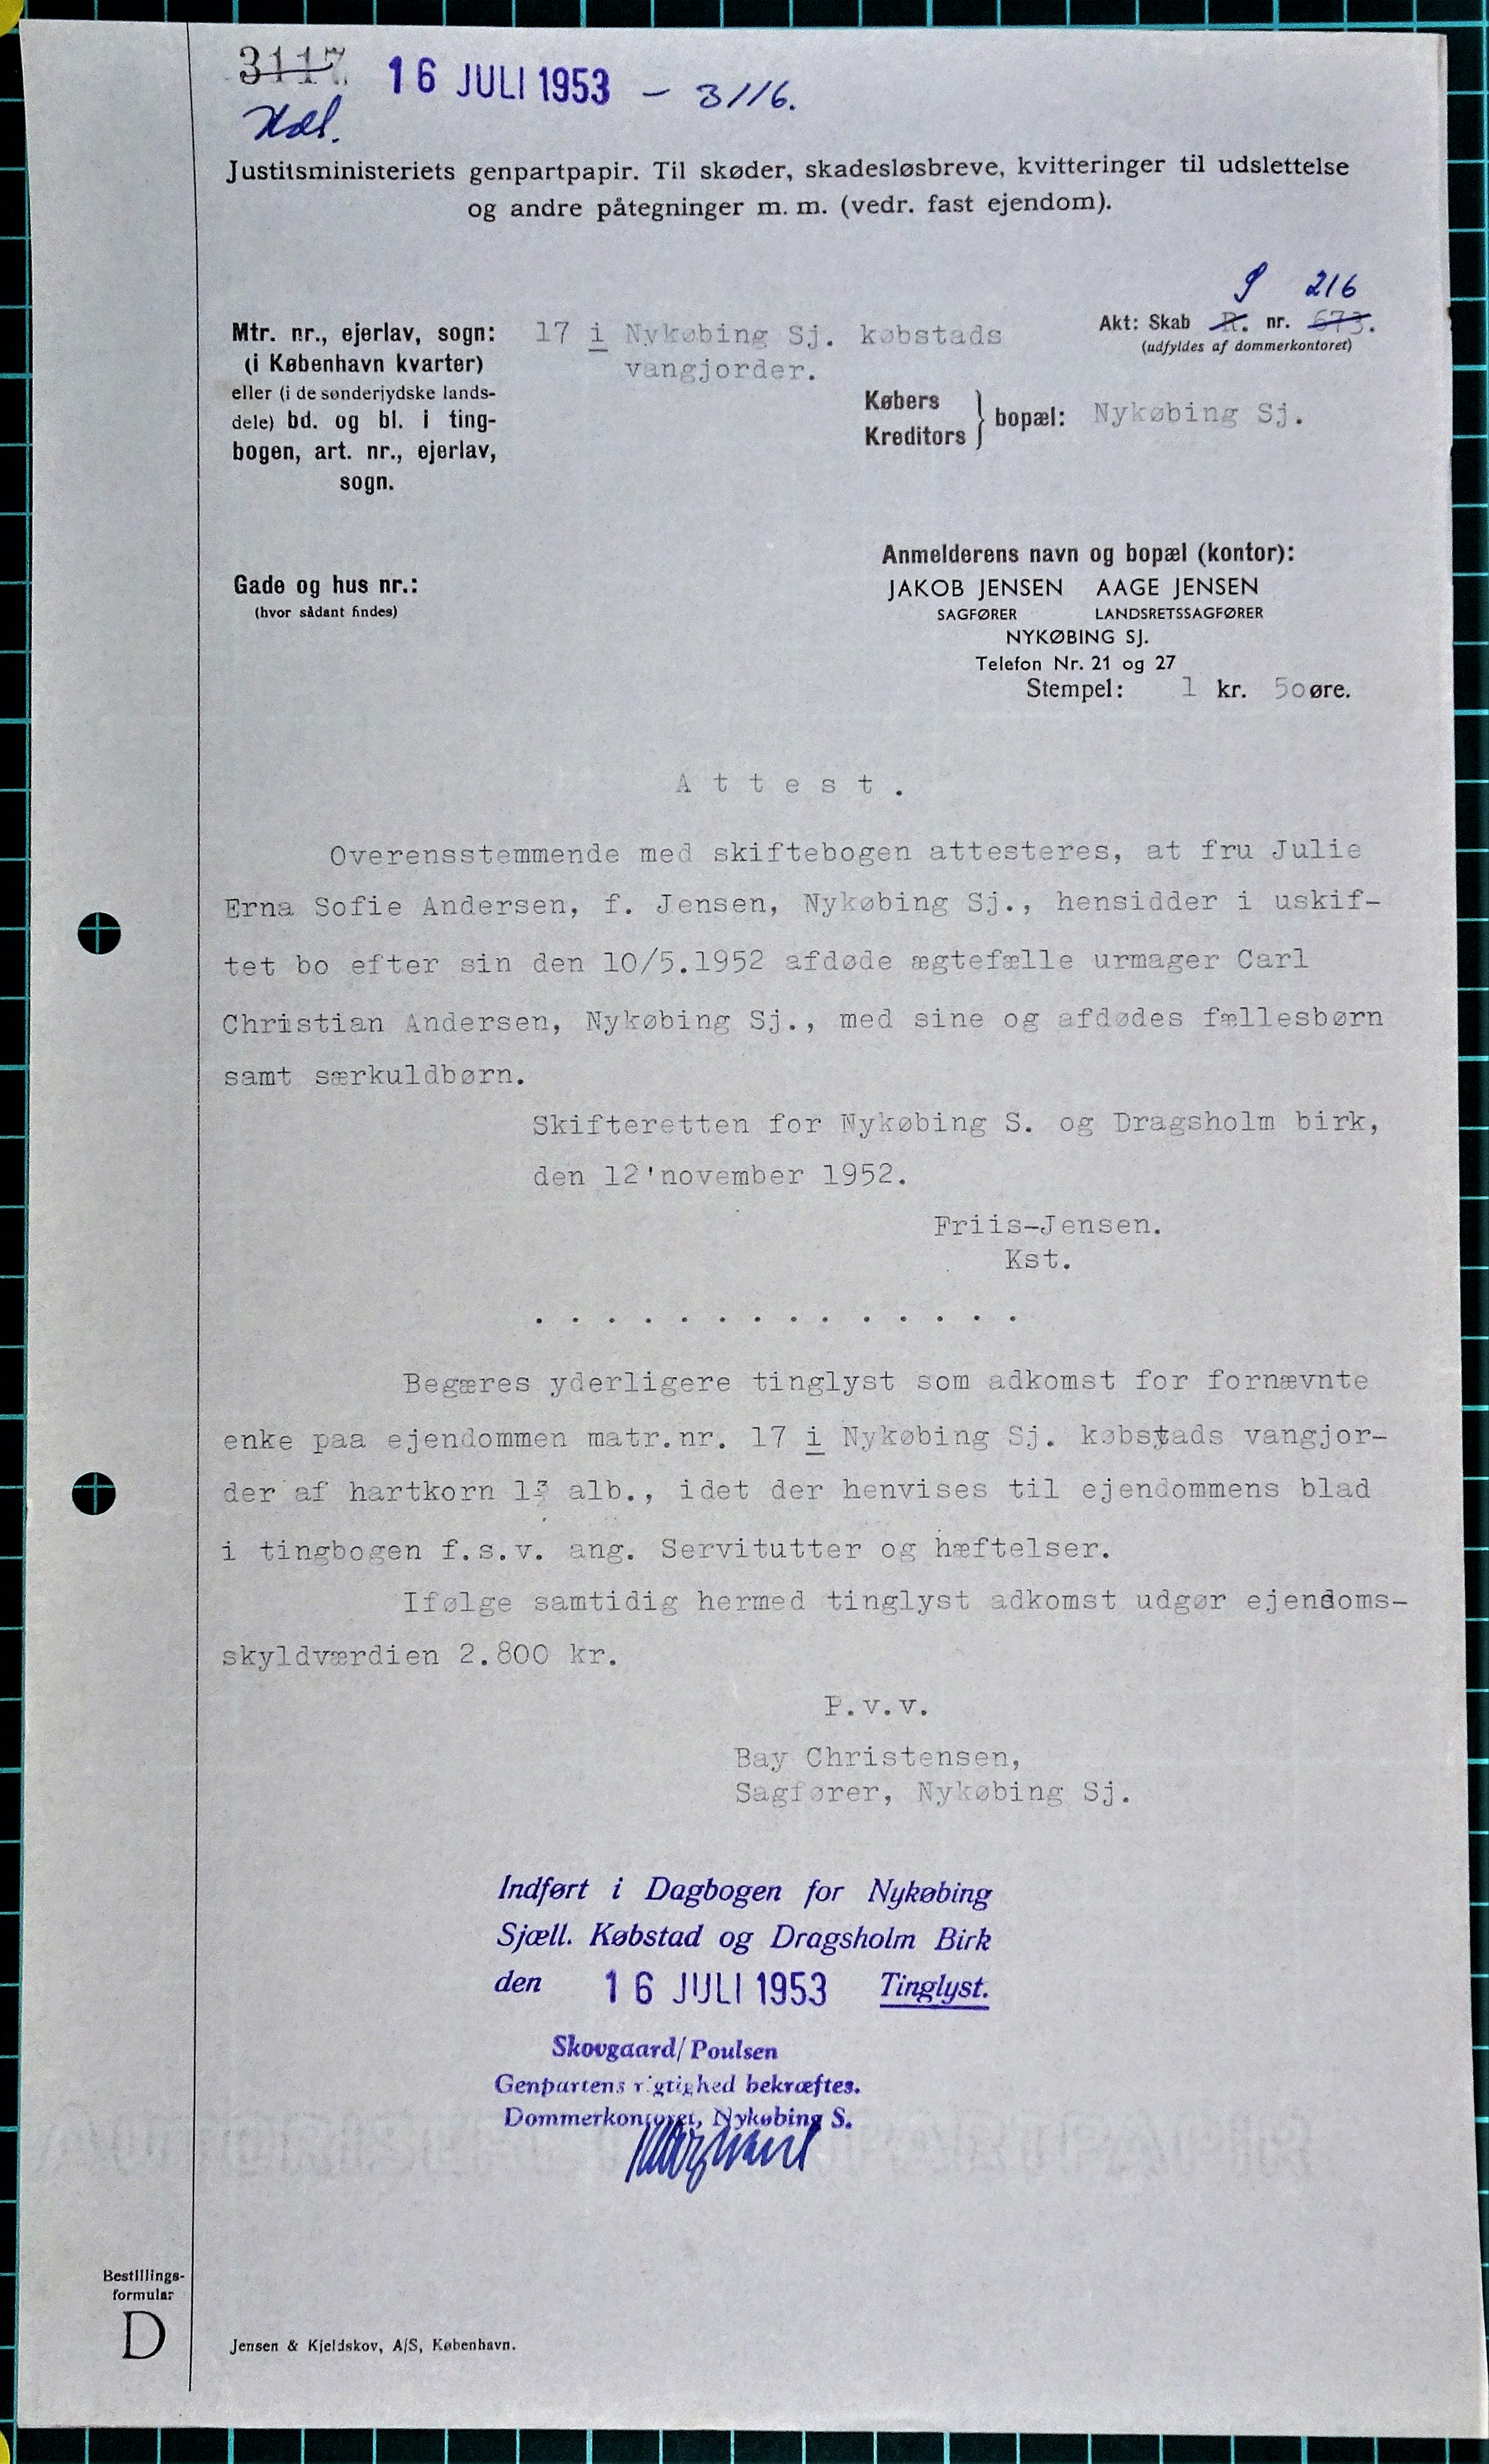 3117. 16 JULI 1953 - 3116.
Justitsministeriets genpartpapir. Til skøder, skadesløsbreve, kvitteringer til udslettelse
og andre påtegninger m. m. (vedr. fast ejendom).
216
Mtr. nr., ejerlav, sogn: 17 i Nykøbing Sj. købstads
Akt: Skab R. nr. 673.
(i København kvarter) vangjorder.
(udfyldes af dommerkontoret)
eller (i de sønderjydske lands-
dele) bd. og bl. i ting-
bogen, art. nr., ejerlav,
sogn.
Købers
Kreditors } bopæl: Nykøbing Sj.
Anmelderens navn og bopæl (kontor):
Gade og hus nr.:
(hvor sådant findes)
JAKOB JENSEN AAGE JENSEN
SAGFØRER LANDSRETSSAGFØRER
NYKØBING SJ.
Telefon Nr. 21 og 27
Stempel: 1 kr. 50 øre.
Attest.
Overensstemmende med skiftebogen attesteres, at fru Julie
Erna Sofie Andersen, f. Jensen, Nykøbing Sj., hensidder i uskif-
tet bo efter sin den 10/5.1952 afdøde ægtefælle urmager Carl
Christian Andersen, Nykøbing Sj., med sine og afdødes fællesbørn
samt særkuldbørn.
Skifteretten for Nykøbing S. og Dragsholm birk,
den 12'november 1952.
Friis-Jensen.
Kst.
. . . . . . . . . . . . . .
Begæres yderligere tinglyst som adkomst for fornævnte
enke paa ejendommen matr.nr. 17 i Nykøbing Sj. købstads vangjor-
der af hartkorn alb., idet der henvises til ejendommens blad
i tingbogen f.s.v. ang. Servitutter og hæftelser.
Ifølge samtidig hermed tinglyst adkomst udgør ejendoms-
skyldværdien 2.800 kr.
P.v.v.
Bay Christensen,
Sagfører, Nykøbing Sj.
Indført i Dagbogen for Nykøbing
Sjæll. Købstad og Dragsholm Birk
den 16 JULI 1953 Tinglyst.
Skovgaard/Poulsen
Genpartens rigtighed bekræftes.
Dommerkontoret, Nykøbing S.
Bestillings-
formular
D
Jensen & Kjeldskov, A/S, København.